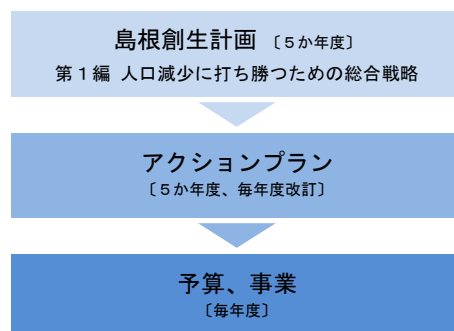 島根創生計画 〔５か年度〕
第１編 人口減少に打ち勝つための総合戦略
アクションプラン
〔５か年度、毎年度改訂〕
予算、事業
〔毎年度〕